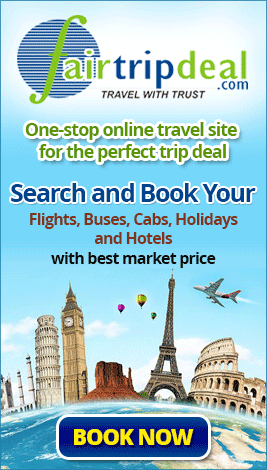 fairtripdeal
.com
TRAVEL WITH TRUST
One-stop online travel site
for the perfect trip deal
Search and Book Your
Flights, Buses, Cabs, Holidays
and Hotels
with best market price
BOOK NOW